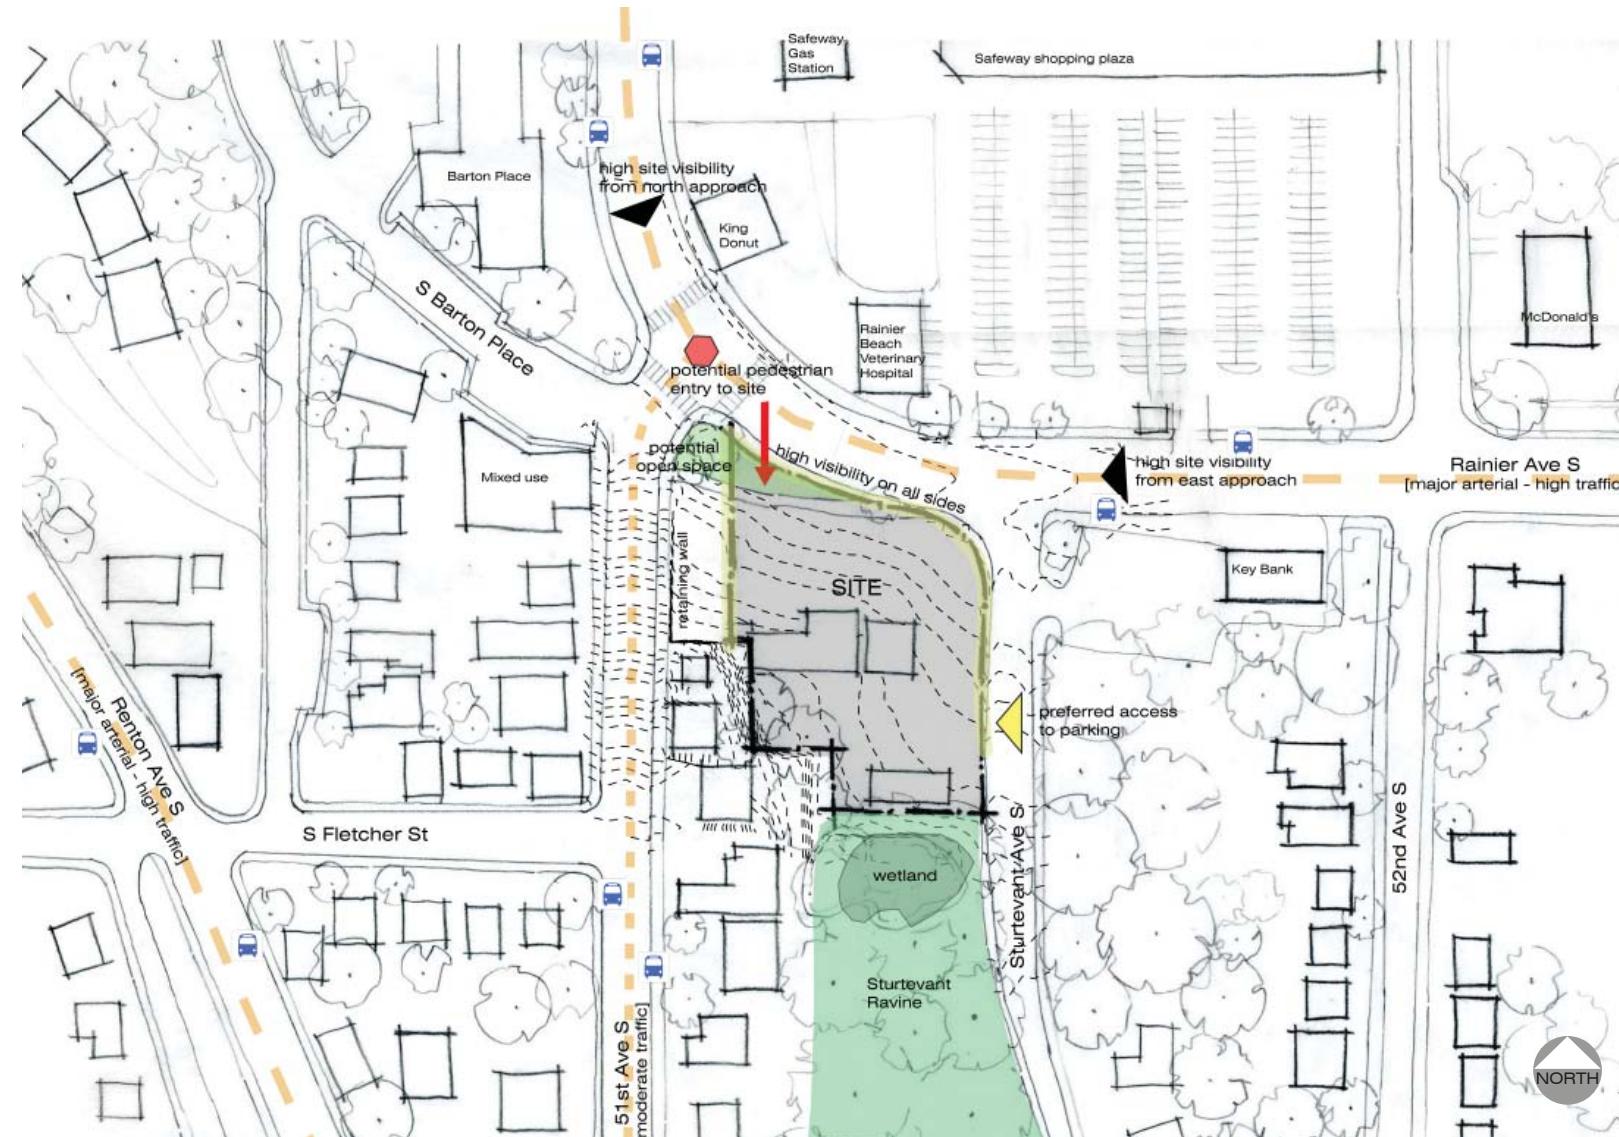 Safeway
Gas
Station
Safeway shopping plaza
high site visibility
from north approach
Barton Place
King
Donut
S Barton Place
McDonald's
Rainier
Beach
Veterinary
Hospital
potential pedestrian
entry to site
potential
open space
high visibility on all sides
high site visibility
from east approach
Rainier Ave S
[major arterial - high traffic
Mixed use
retaining wall
SITE
Key Bank
Renton Ave S
[major arterial - high traffic]
preferred access
to parking
S Fletcher St
wetland
Sturtevant Ave S
52nd Ave S
Sturtevant
Ravine
51st Ave S
moderate traffic]
NORTH